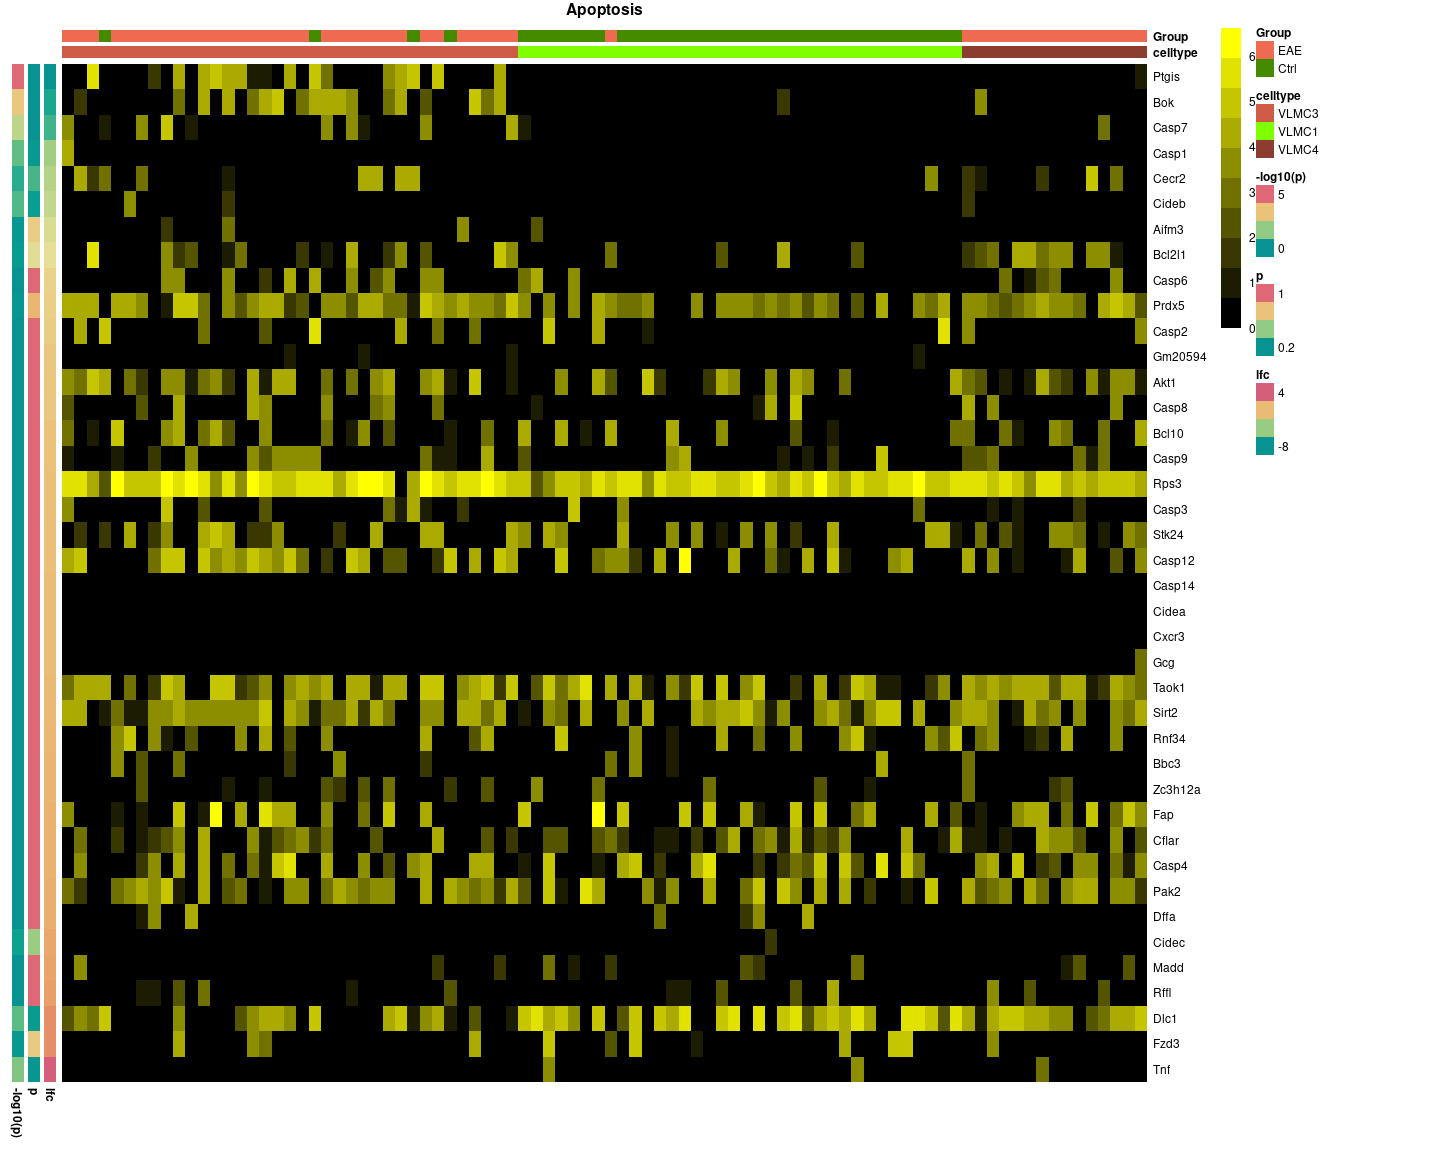 Apoptosis
Group
celltype
Ptgis
Bok
Casp7
Casp1
Cecr2
Cideb
Aifm3
Bcl2l1
Casp6
Prdx5
Casp2
Gm20594
Akt1
Casp8
Bcl10
Casp9
Rps3
Casp3
Stk24
Casp12
Casp14
Cidea
Cxcr3
Gcg
Taok1
Sirt2
Rnf34
Bbc3
Zc3h12a
Fap
Cflar
Casp4
Pak2
Dffa
Cidec
Madd
Rffl
Dlc1
Fzd3
Tnf
-log10(p)
p
lfc
6
5
4
3
2
1
0
Group
EAE
Ctrl
celltype
VLMC3
VLMC1
VLMC4
-log10(p)
5
0
p
1
0.2
lfc
4
-8